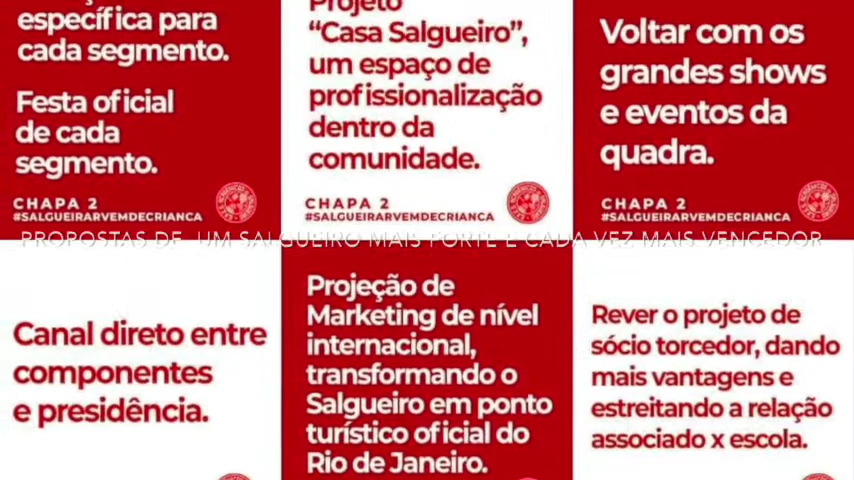 específica para
cada segmento.
Festa oficial
de cada
segmento.
CHAPA 2
#SALGUEIRARVEMDECRIANCA
Projeto
“Casa Salgueiro”,
um espaço de
profissionalização
dentro da
comunidade.
CHAPA 2
#SALGUEIRARVEMDECRIANCA
Voltar com os
grandes shows
e eventos da
quadra.
CHAPA 2
#SALGUEIRARVEMDECRIANCA
PROPOSTAS DE UM SALGUEIRO MAIS FORTE E CADA VEZ MAIS VENCEDOR
Canal direto entre
componentes
e presidência.
Projeção de
Marketing de nível
internacional,
transformando o
Salgueiro em ponto
turístico oficial do
Rio de Janeiro.
Rever o projeto de
sócio torcedor, dando
mais vantagens e
estreitando a relação
associado x escola.